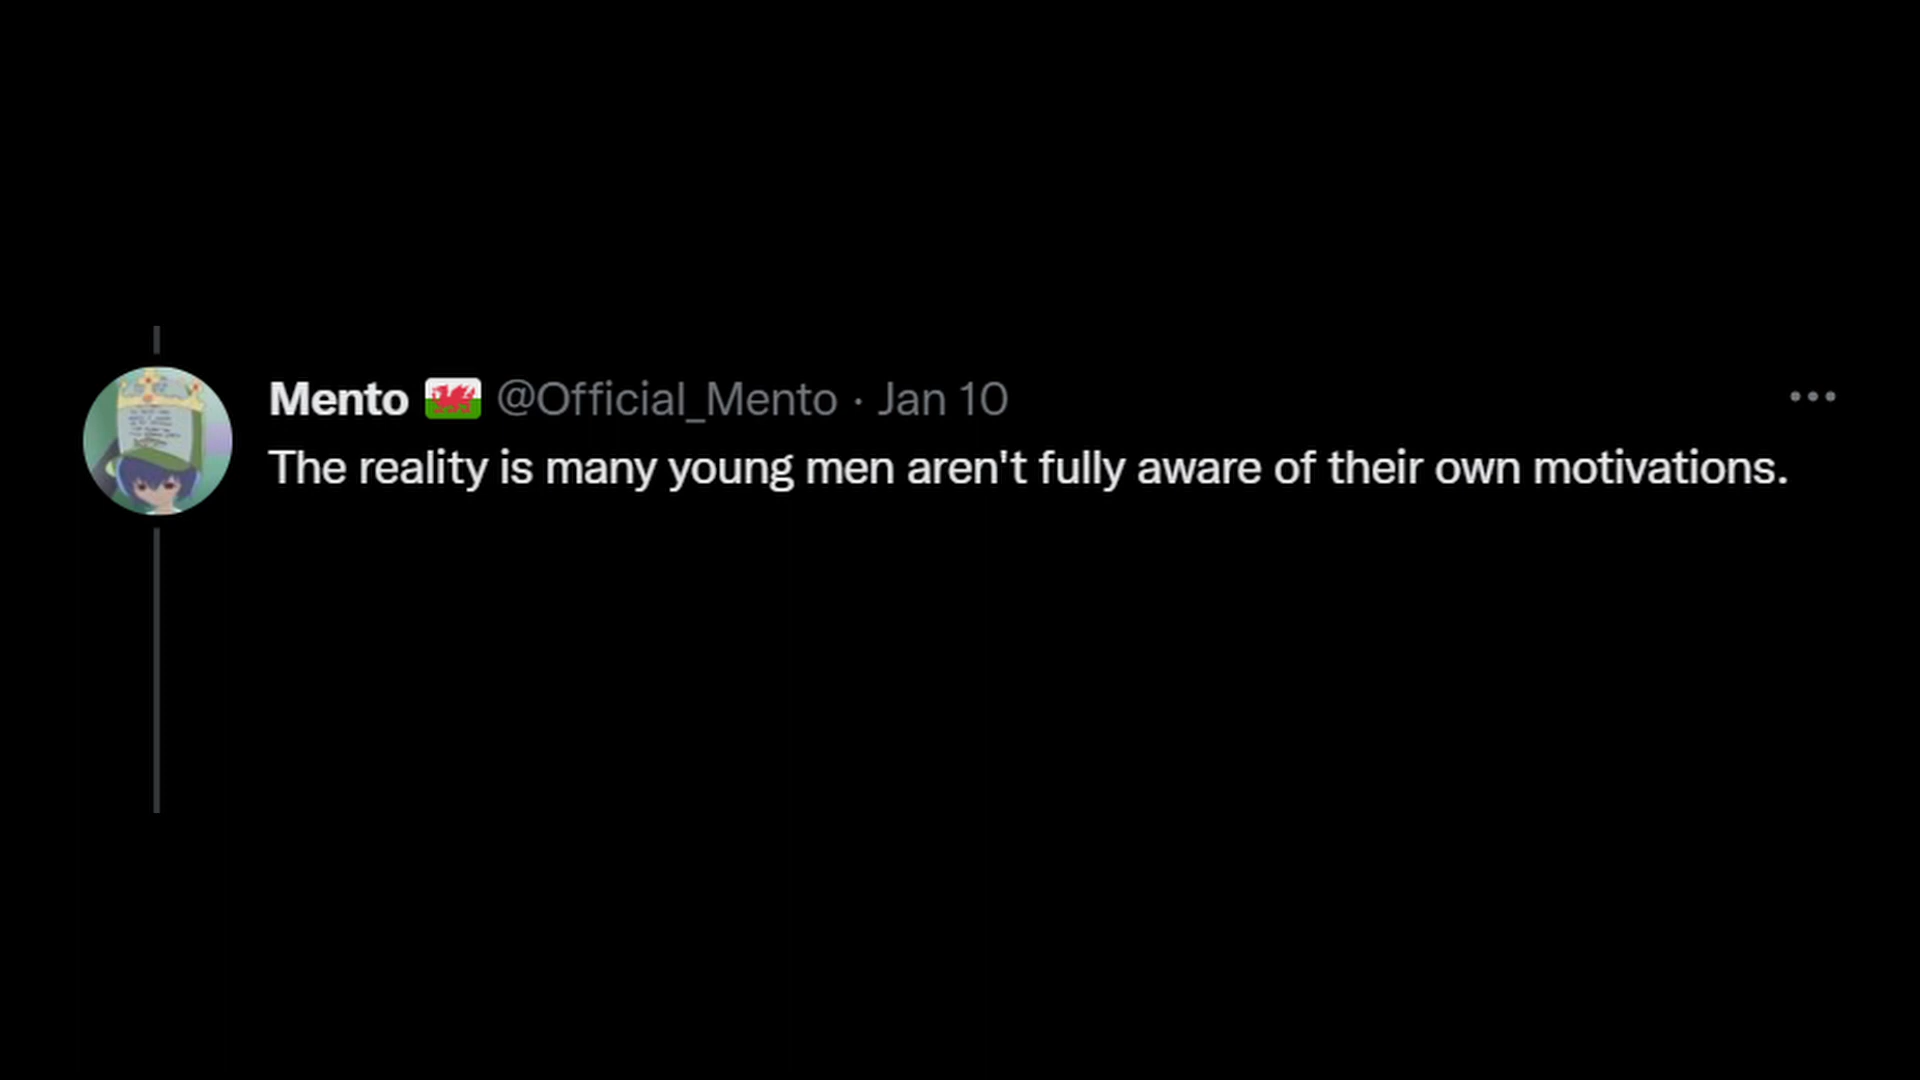 Mento 🏴󠁧󠁢󠁷󠁬󠁳󠁿 @Official_Mento · Jan 10
The reality is many young men aren't fully aware of their own motivations.